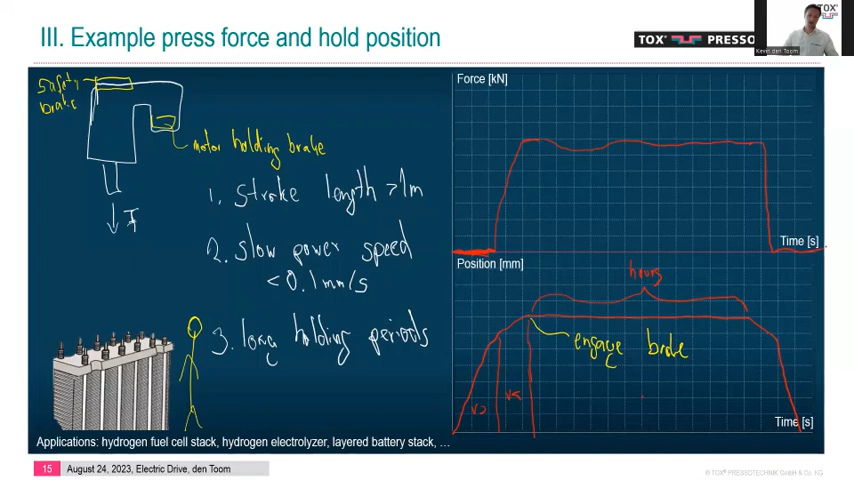 III. Example press force and hold position
TOX® PRESSO
TOX®
Kevin den Toom
Safety
brake
motor holding brake
F
1. Stroke length >1m
2. slow power speed
<0.1mm/s
3. long holding periods
Force [kN]
Time [s]
Position [mm]
hours
engage brake
V>
V<
Time [s]
Applications: hydrogen fuel cell stack, hydrogen electrolyzer, layered battery stack, …
15 August 24, 2023, Electric Drive, den Toom
© TOX® PRESSOTECHNIK GmbH & Co. KG